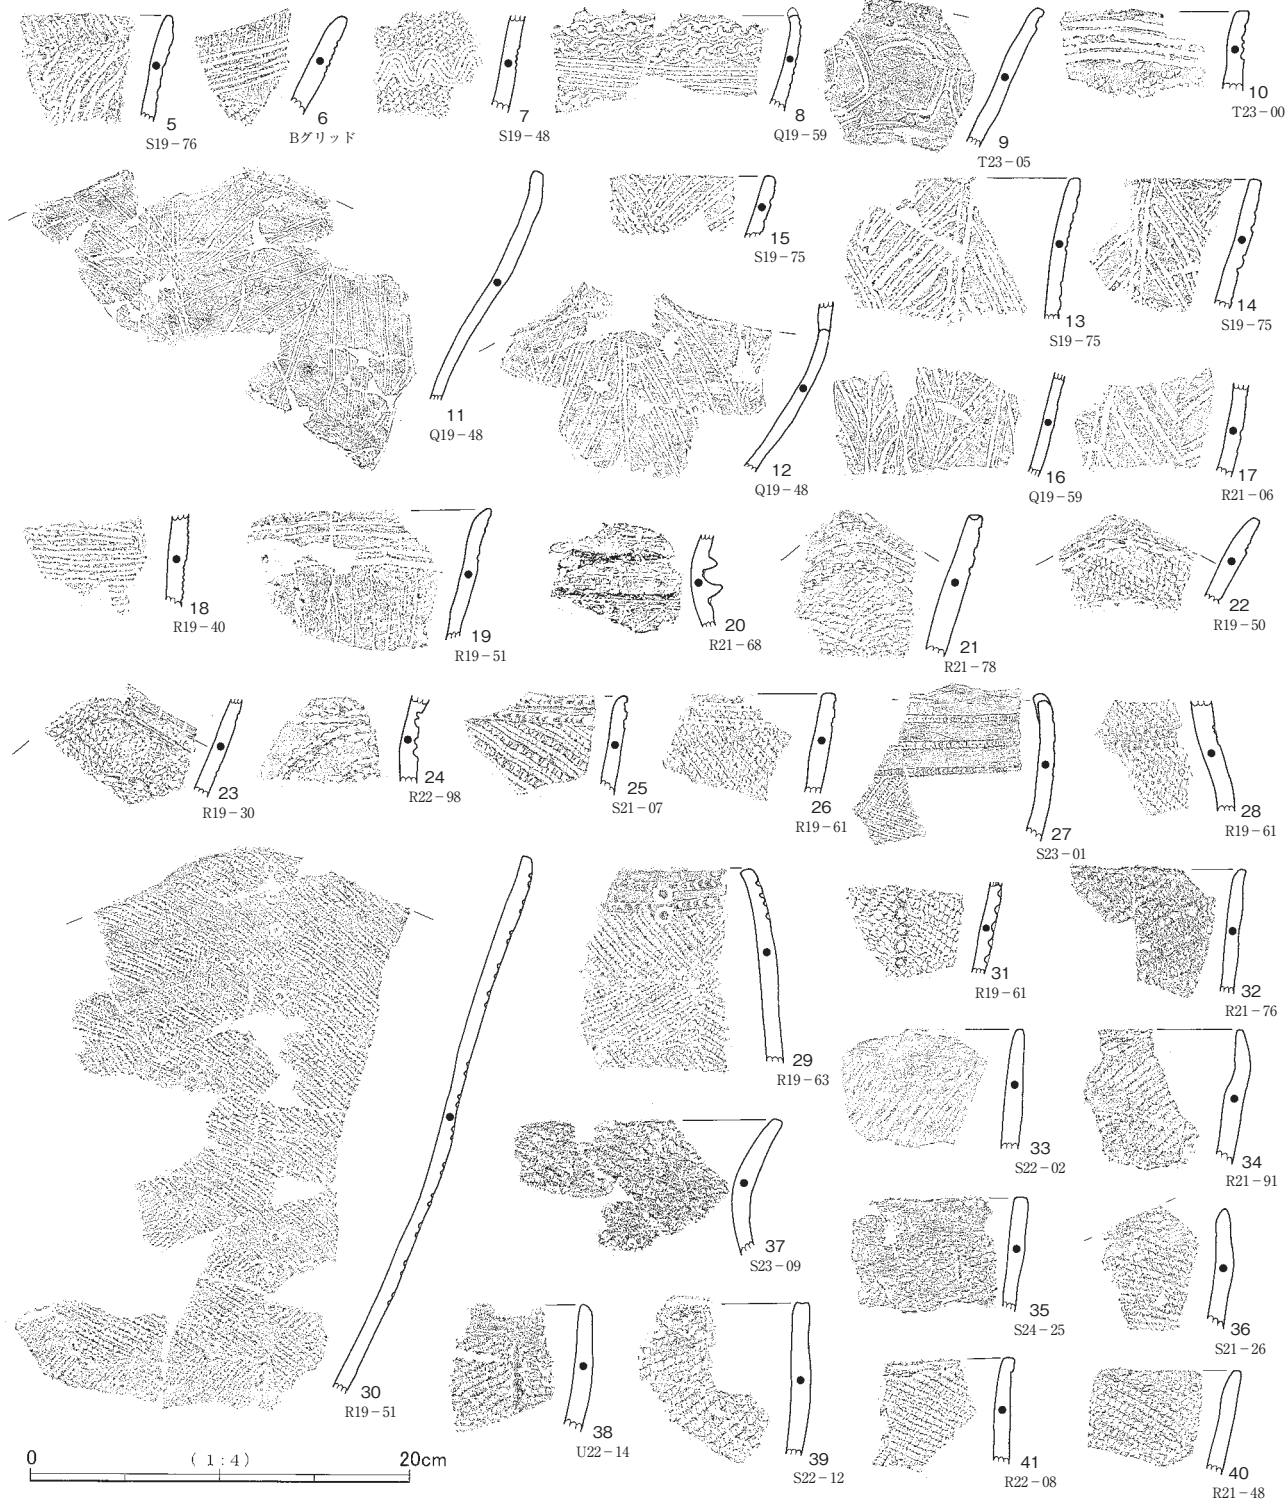 5
S19-76
6
Bグリッド
7
S19-48
8
Q19-59
9
T23-05
10
T23-00
11
Q19-48
12
Q19-48
13
S19-75
14
S19-75
15
S19-75
16
Q19-59
17
R21-06
18
R19-40
19
R19-51
20
R21-68
21
R21-78
22
R19-50
23
R19-30
24
R22-98
25
S21-07
26
R19-61
27
S23-01
28
R19-61
29
R19-63
30
R19-51
31
R19-61
32
R21-76
33
S22-02
34
R21-91
35
S24-25
36
S21-26
37
S23-09
38
U22-14
39
S22-12
40
R21-48
41
R22-08
0 (1:4) 20cm